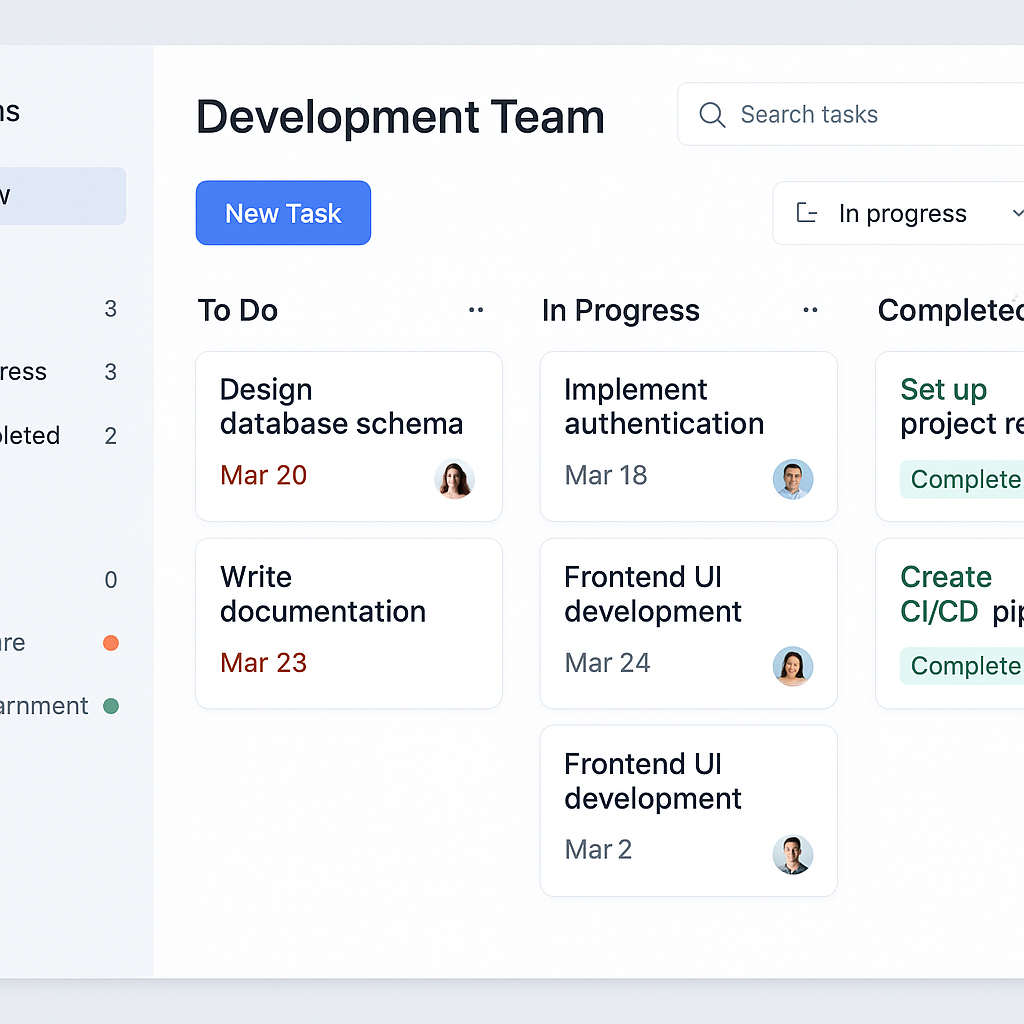 ns
w
3
ress 3
pleted 2
0
are
arnment
Development Team
Search tasks
New Task
In progress
To Do
Design
database schema
Mar 20
Write
documentation
Mar 23
In Progress
Implement
authentication
Mar 18
Frontend UI
development
Mar 24
Frontend UI
development
Mar 2
Completed
Set up
project re
Complete
Create
CI/CD pip
Complete